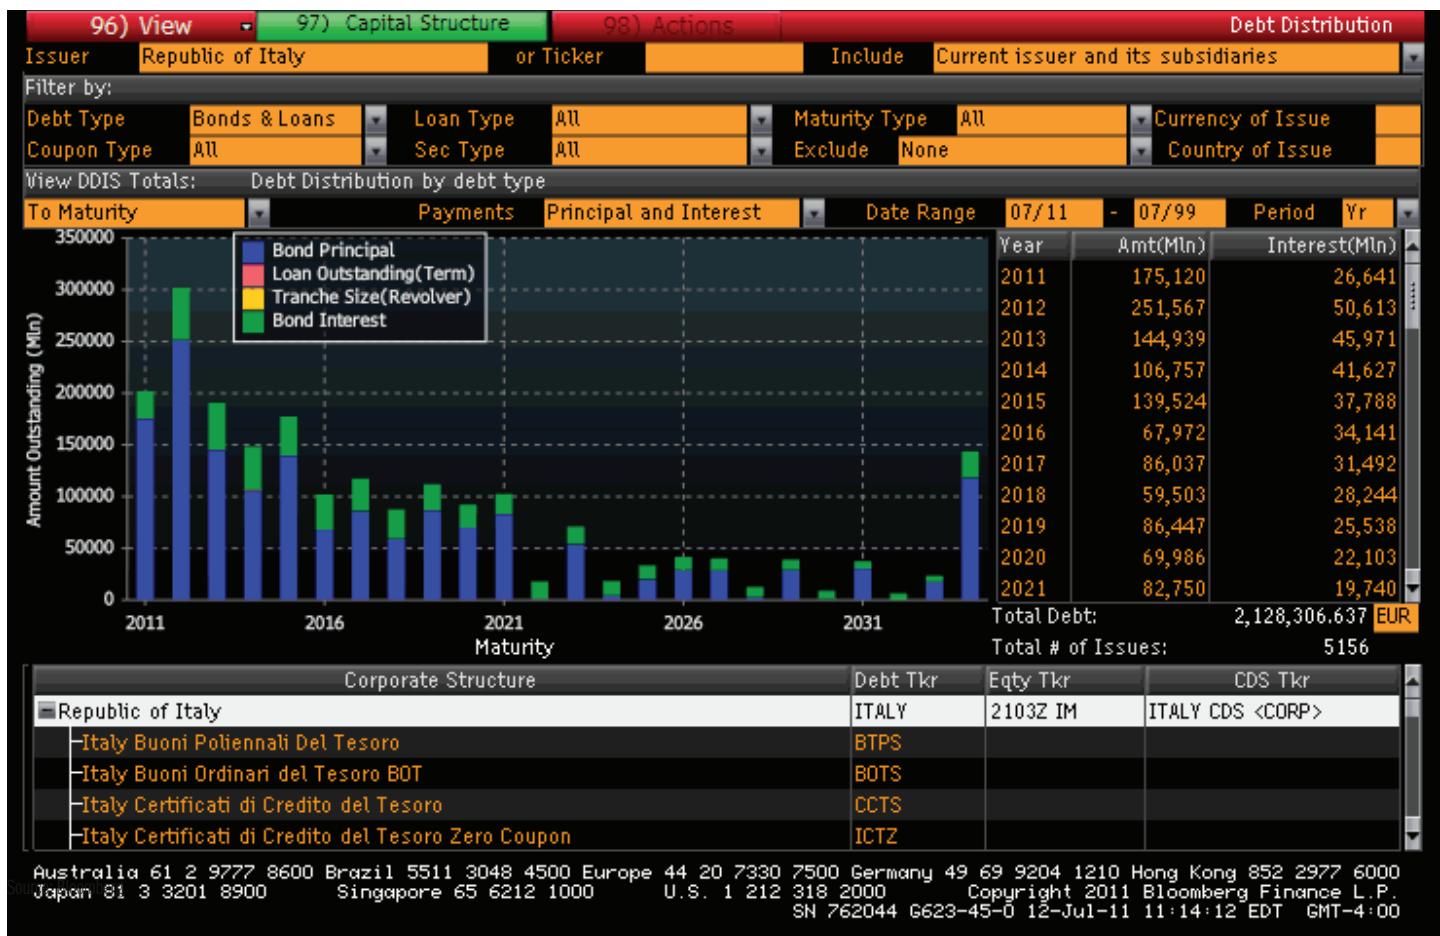 96) View 97) Capital Structure 98) Actions Debt Distribution
Issuer Republic of Italy or Ticker Include Current issuer and its subsidiaries
Filter by:
Debt Type Bonds & Loans Loan Type All Maturity Type All Currency of Issue
Coupon Type All Sec Type All Exclude None Country of Issue
View DDIS Totals: Debt Distribution by debt type
To Maturity Payments Principal and Interest Date Range 07/11 - 07/99 Period Yr
Amount Outstanding (Mln)
350000
300000
250000
200000
150000
100000
50000
0
Bond Principal
Loan Outstanding(Term)
Tranche Size(Revolver)
Bond Interest
2011 2016 2021 2026 2031
Maturity
Year Amt(Mln) Interest(Mln)
2011 175,120 26,641
2012 251,567 50,613
2013 144,939 45,971
2014 106,757 41,627
2015 139,524 37,788
2016 67,972 34,141
2017 86,037 31,492
2018 59,503 28,244
2019 86,447 25,538
2020 69,986 22,103
2021 82,750 19,740
Total Debt: 2,128,306.637 EUR
Total # of Issues: 5156
Corporate Structure Debt Tkr Eqty Tkr CDS Tkr
Republic of Italy ITALY 2103Z IM ITALY CDS <CORP>
Italy Buoni Poliennali Del Tesoro BTPS
Italy Buoni Ordinari del Tesoro BOT BOTS
Italy Certificati di Credito del Tesoro CCTS
Italy Certificati di Credito del Tesoro Zero Coupon ICTZ
Australia 61 2 9777 8600 Brazil 5511 3048 4500 Europe 44 20 7330 7500 Germany 49 69 9204 1210 Hong Kong 852 2977 6000
Japan 81 3 3201 8900 Singapore 65 6212 1000 U.S. 1 212 318 2000 Copyright 2011 Bloomberg Finance L.P.
SN 762044 G623-45-0 12-Jul-11 11:14:12 EDT GMT-4:00